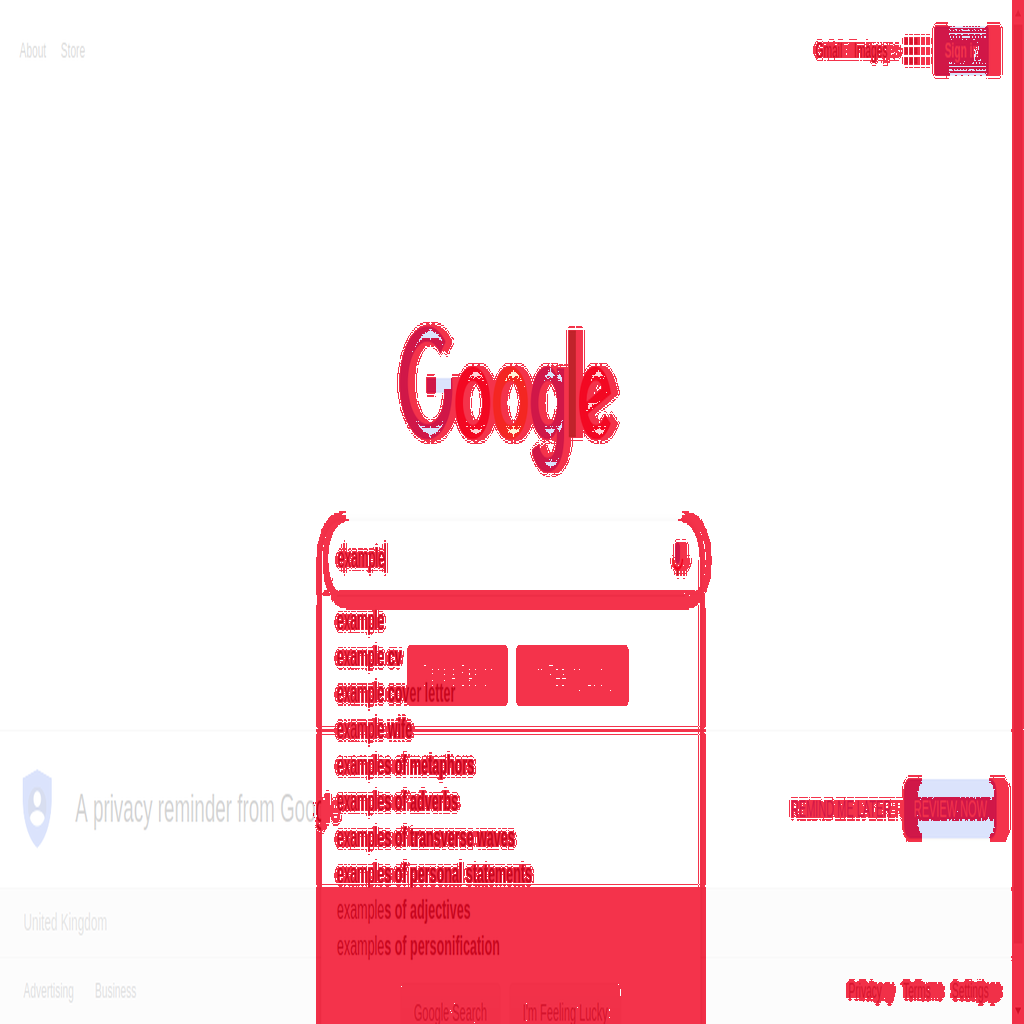 About Store Gmail Images Sign
Google
example
example
example cv
example cover letter
example wife
examples of metaphors
examples of adverbs
examples of transverse waves
examples of personal statements
examples of adjectives
examples of personification
A privacy reminder from Google REMIND ME LATER REVIEW NOW
United Kingdom
Advertising Business Privacy Terms Settings
Google Search I'm Feeling Lucky